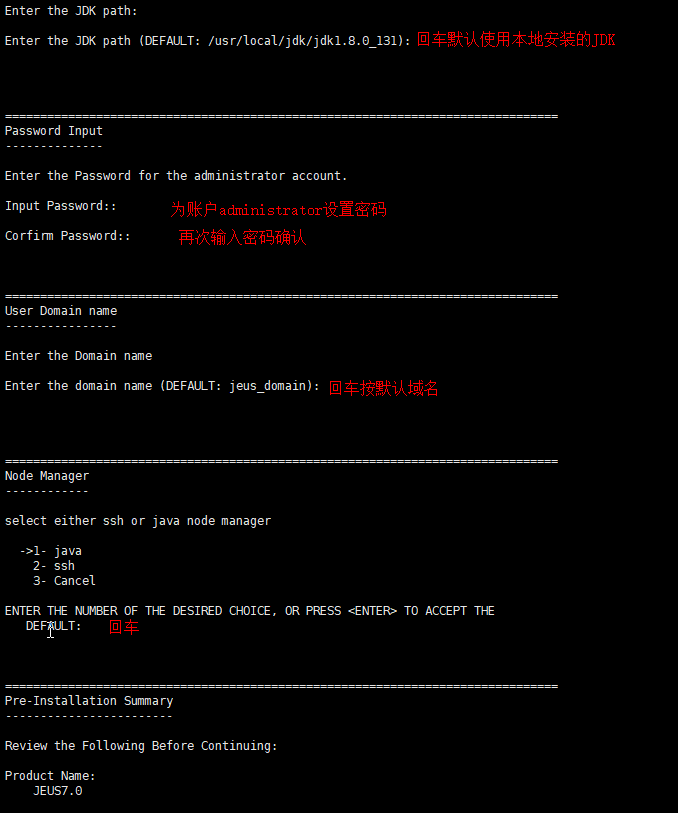 Enter the JDK path:
Enter the JDK path (DEFAULT: /usr/local/jdk/jdk1.8.0_131): 回车默认使用本地安装的JDK
===============================================================================
Password Input
--------------
Enter the Password for the administrator account.
Input Password:: 为账户administrator设置密码
Confirm Password:: 再次输入密码确认
===============================================================================
User Domain name
----------------
Enter the Domain name
Enter the domain name (DEFAULT: jeus_domain): 回车按默认域名
===============================================================================
Node Manager
------------
select either ssh or java node manager
->1- java
2- ssh
3- Cancel
ENTER THE NUMBER OF THE DESIRED CHOICE, OR PRESS <ENTER> TO ACCEPT THE
DEFAULT: 回车
===============================================================================
Pre-Installation Summary
------------------------
Review the Following Before Continuing:
Product Name:
JEUS7.0